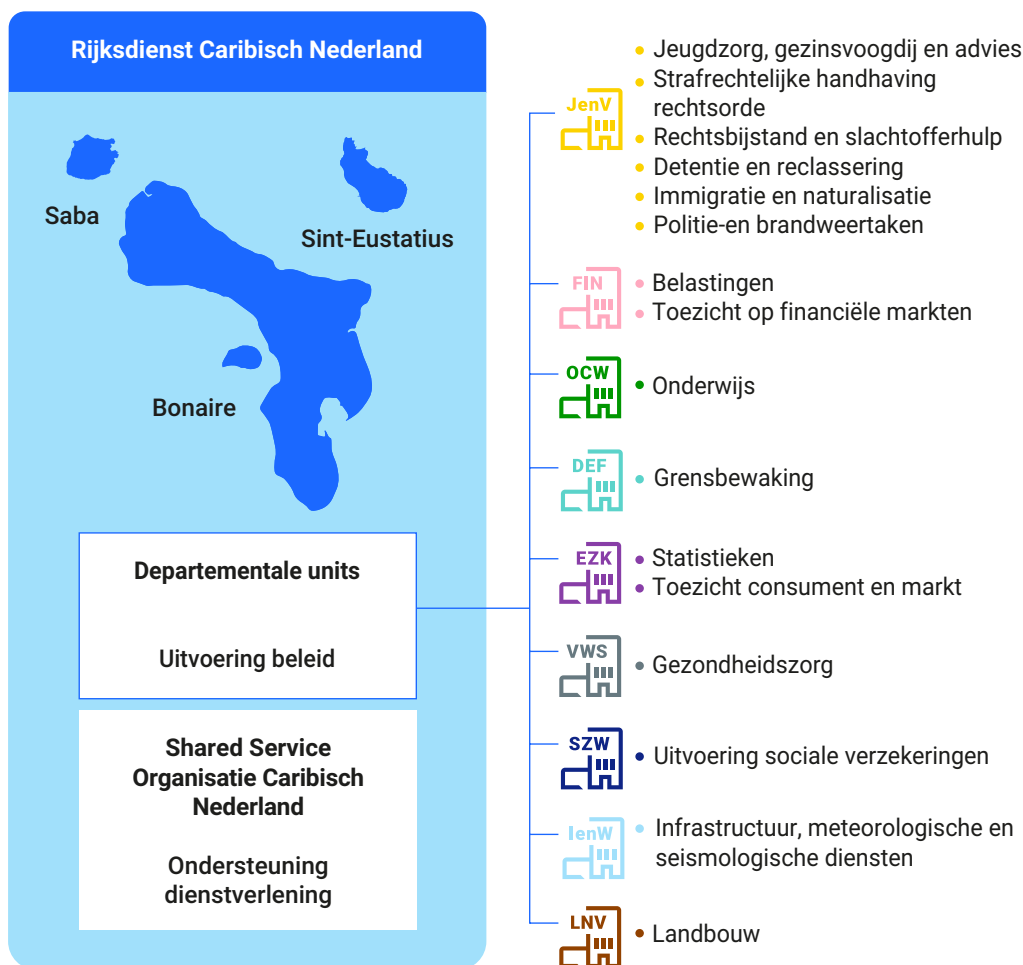 Rijksdienst Caribisch Nederland
Saba
Sint-Eustatius
Bonaire
Departementale units
Uitvoering beleid
Shared Service
Organisatie Caribisch
Nederland
Ondersteuning
dienstverlening
JenV
• Jeugdzorg, gezinsvoogdij en advies
• Strafrechtelijke handhaving
rechtsorde
• Rechtsbijstand en slachtofferhulp
• Detentie en reclassering
• Immigratie en naturalisatie
• Politie-en brandweertaken
FIN
• Belastingen
• Toezicht op financiële markten
OCW
• Onderwijs
DEF
• Grensbewaking
EZK
• Statistieken
• Toezicht consument en markt
VWS
• Gezondheidszorg
SZW
• Uitvoering sociale verzekeringen
IenW
• Infrastructuur, meteorologische en
seismologische diensten
LNV
• Landbouw